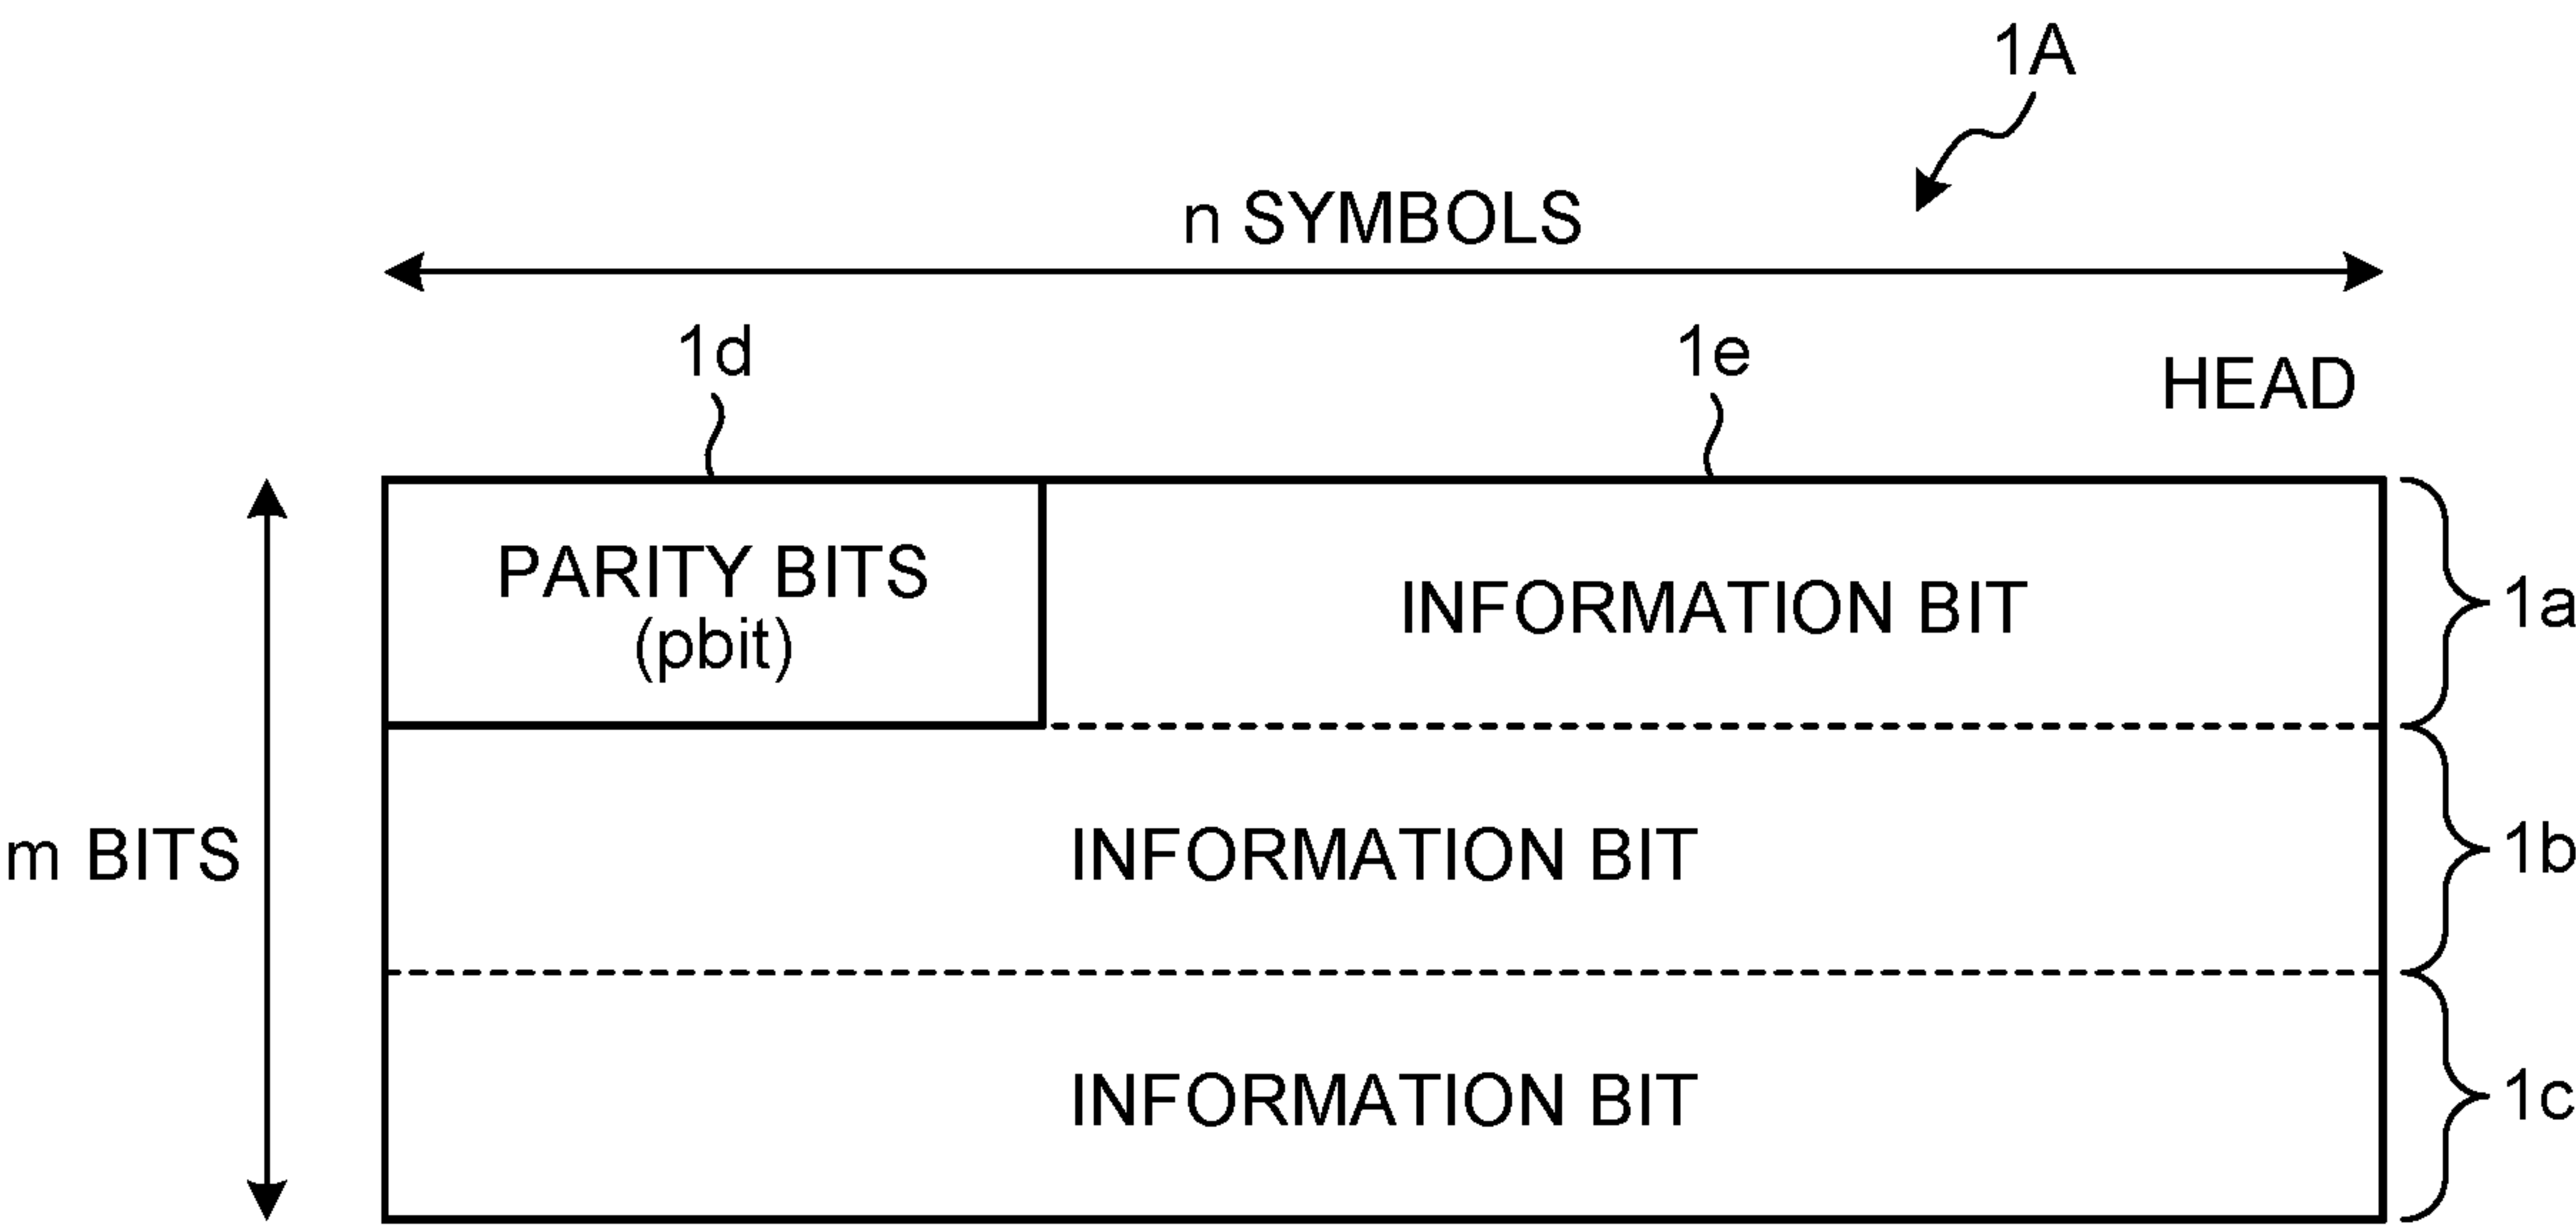 1A
n SYMBOLS
1d
1e
HEAD
PARITY BITS
(pbit)
INFORMATION BIT
1a
m BITS
INFORMATION BIT
1b
INFORMATION BIT
1c